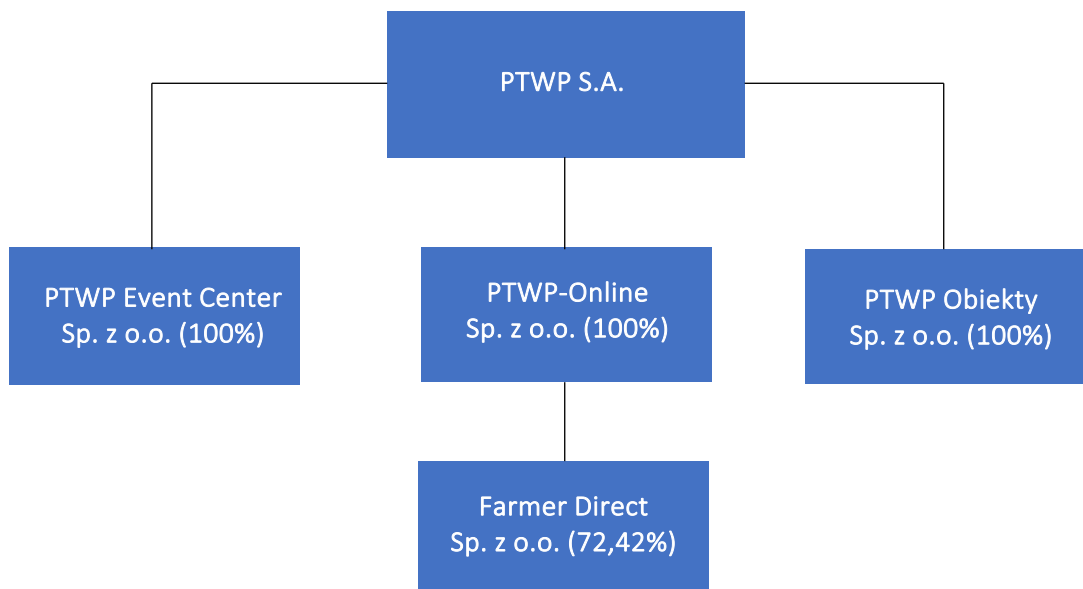 PTWP S.A.
PTWP Event Center
Sp. z o.o. (100%)
PTWP-Online
Sp. z o.o. (100%)
PTWP Obiekty
Sp. z o.o. (100%)
Farmer Direct
Sp. z o.o. (72,42%)